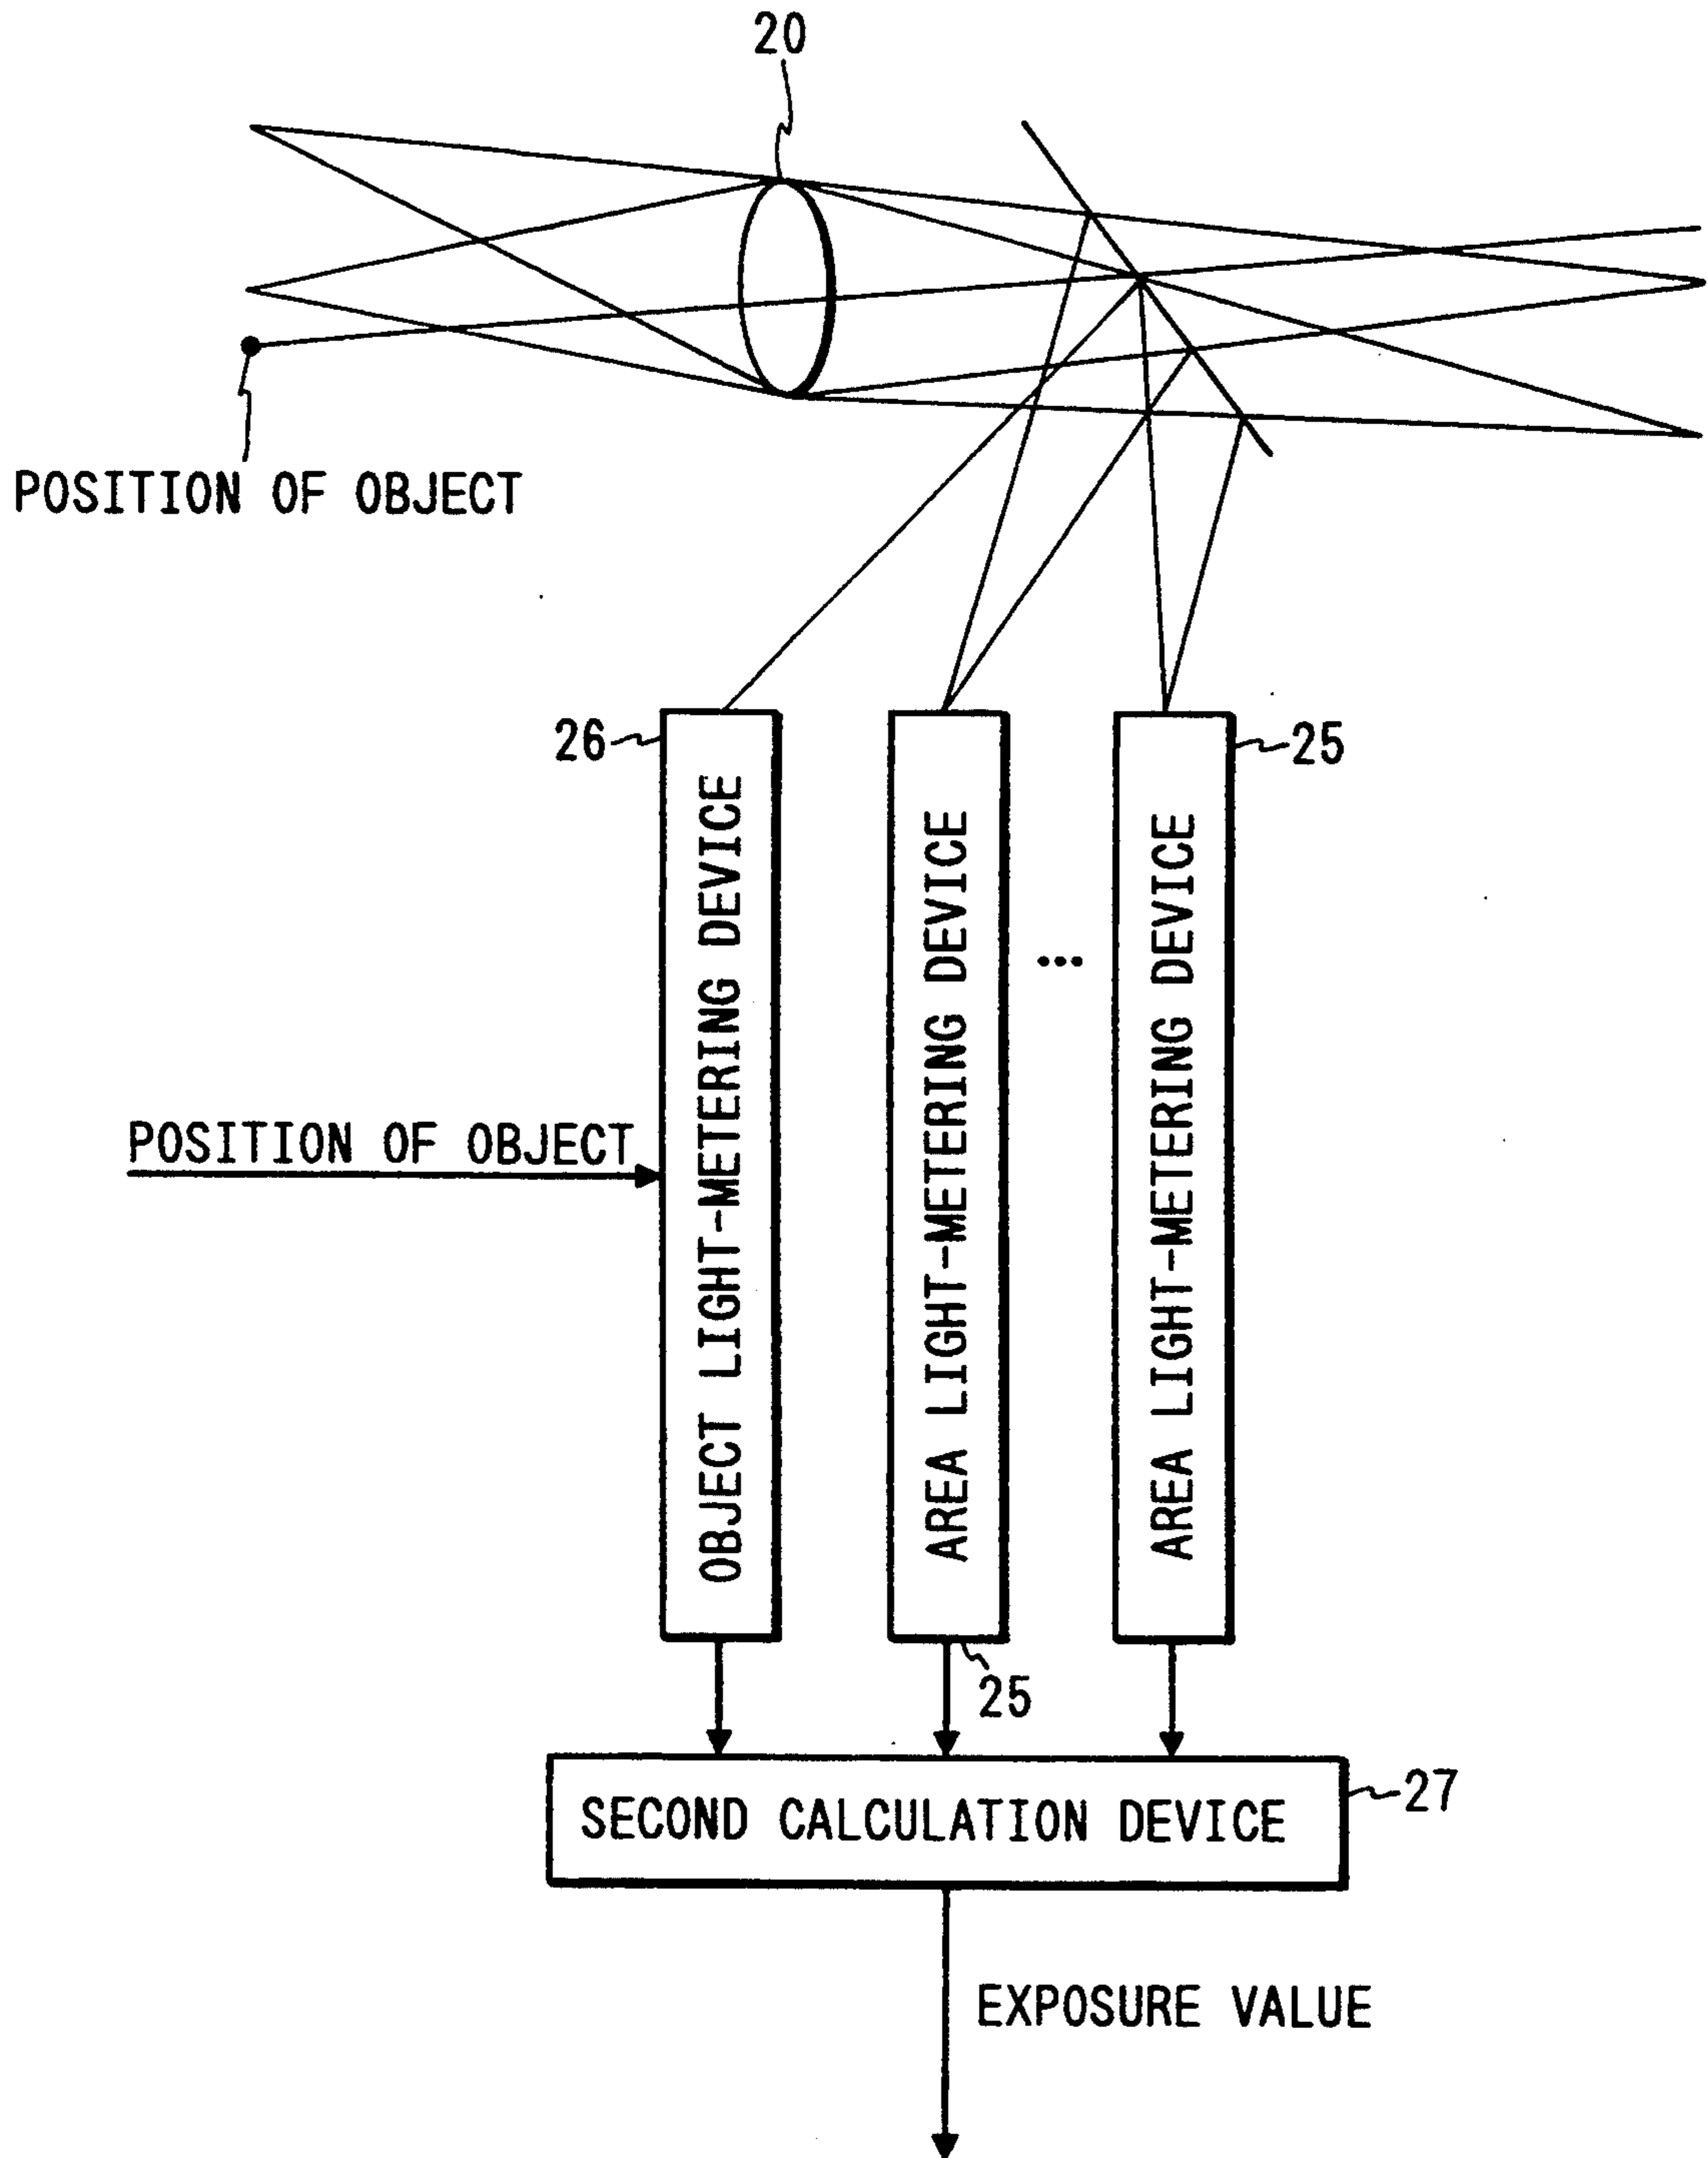 20
POSITION OF OBJECT
26
25
OBJECT LIGHT-METERING DEVICE
AREA LIGHT-METERING DEVICE
...
AREA LIGHT-METERING DEVICE
POSITION OF OBJECT
25
SECOND CALCULATION DEVICE
27
EXPOSURE VALUE